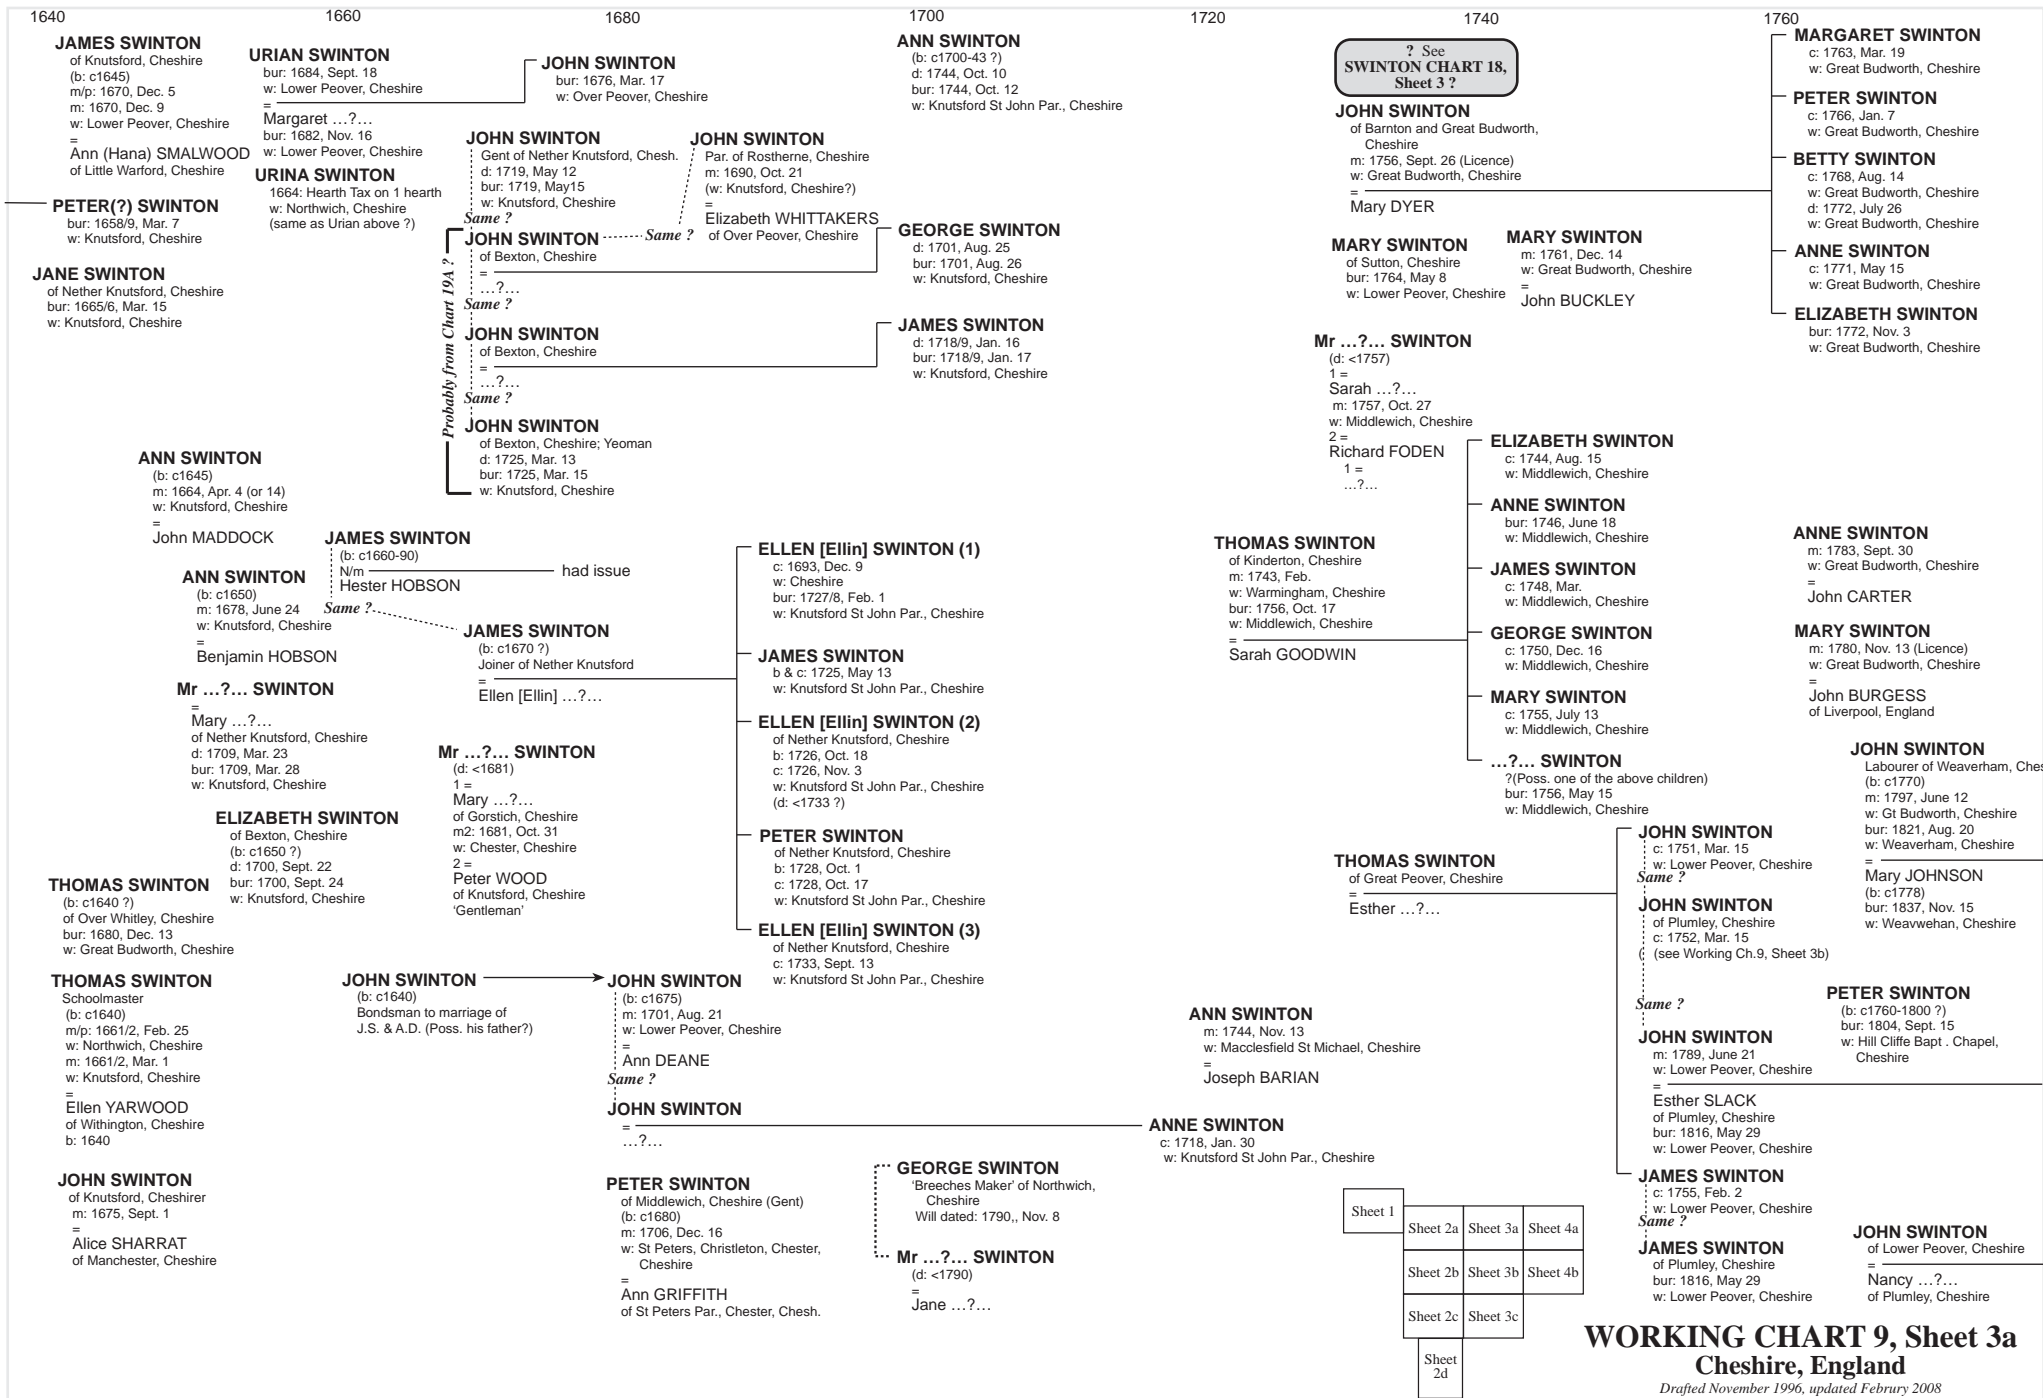 1640 1660 1680 1700 1720 1740 1760
JAMES SWINTON
of Knutsford, Cheshire
(b: c1645)
m/p: 1670, Dec. 5
m: 1670, Dec. 9
w: Lower Peover, Cheshire
=
Ann (Hana) SMALWOOD
of Little Warford, Cheshire
PETER(?) SWINTON
bur: 1658/9, Mar. 7
w: Knutsford, Cheshire
JANE SWINTON
of Nether Knutsford, Cheshire
bur: 1665/6, Mar. 15
w: Knutsford, Cheshire
URIAN SWINTON
bur: 1684, Sept. 18
w: Lower Peover, Cheshire
=
Margaret …?…
bur: 1682, Nov. 16
w: Lower Peover, Cheshire
URINA SWINTON
1664: Hearth Tax on 1 hearth
w: Northwich, Cheshire
(same as Urian above ?)
JOHN SWINTON
bur: 1676, Mar. 17
w: Over Peover, Cheshire
JOHN SWINTON
Gent of Nether Knutsford, Chesh.
d: 1719, May 12
bur: 1719, May15
w: Knutsford, Cheshire
Same ?
JOHN SWINTON
of Bexton, Cheshire
=
…?…
Same ?
JOHN SWINTON
of Bexton, Cheshire
=
…?…
Same ?
JOHN SWINTON
of Bexton, Cheshire; Yeoman
d: 1725, Mar. 13
bur: 1725, Mar. 15
w: Knutsford, Cheshire
Probably from Chart 19A ?
JOHN SWINTON
Par. of Rostherne, Cheshire
m: 1690, Oct. 21
(w: Knutsford, Cheshire?)
=
Elizabeth WHITTAKERS
of Over Peover, Cheshire
Same ?
ANN SWINTON
(b: c1700-43 ?)
d: 1744, Oct. 10
bur: 1744, Oct. 12
w: Knutsford St John Par., Cheshire
GEORGE SWINTON
d: 1701, Aug. 25
bur: 1701, Aug. 26
w: Knutsford, Cheshire
JAMES SWINTON
d: 1718/9, Jan. 16
bur: 1718/9, Jan. 17
w: Knutsford, Cheshire
? See
SWINTON CHART 18,
Sheet 3 ?
JOHN SWINTON
of Barnton and Great Budworth,
Cheshire
m: 1756, Sept. 26 (Licence)
w: Great Budworth, Cheshire
=
Mary DYER
MARGARET SWINTON
c: 1763, Mar. 19
w: Great Budworth, Cheshire
PETER SWINTON
c: 1766, Jan. 7
w: Great Budworth, Cheshire
BETTY SWINTON
c: 1768, Aug. 14
w: Great Budworth, Cheshire
d: 1772, July 26
w: Great Budworth, Cheshire
ANNE SWINTON
c: 1771, May 15
w: Great Budworth, Cheshire
ELIZABETH SWINTON
bur: 1772, Nov. 3
w: Great Budworth, Cheshire
MARY SWINTON
of Sutton, Cheshire
bur: 1764, May 8
w: Lower Peover, Cheshire
MARY SWINTON
m: 1761, Dec. 14
w: Great Budworth, Cheshire
=
John BUCKLEY
Mr …?… SWINTON
(d: <1757)
1 =
Sarah …?…
m: 1757, Oct. 27
w: Middlewich, Cheshire
2 =
Richard FODEN
1 =
…?…
ANN SWINTON
(b: c1645)
m: 1664, Apr. 4 (or 14)
w: Knutsford, Cheshire
=
John MADDOCK
ANN SWINTON
(b: c1650)
m: 1678, June 24
w: Knutsford, Cheshire
=
Benjamin HOBSON
Mr …?… SWINTON
=
Mary …?…
of Nether Knutsford, Cheshire
d: 1709, Mar. 23
bur: 1709, Mar. 28
w: Knutsford, Cheshire
ELIZABETH SWINTON
of Bexton, Cheshire
(b: c1650 ?)
d: 1700, Sept. 22
bur: 1700, Sept. 24
w: Knutsford, Cheshire
THOMAS SWINTON
(b: c1640 ?)
of Over Whitley, Cheshire
bur: 1680, Dec. 13
w: Great Budworth, Cheshire
THOMAS SWINTON
Schoolmaster
(b: c1640)
m/p: 1661/2, Feb. 25
w: Northwich, Cheshire
m: 1661/2, Mar. 1
w: Knutsford, Cheshire
=
Ellen YARWOOD
of Withington, Cheshire
b: 1640
JOHN SWINTON
of Knutsford, Cheshirer
m: 1675, Sept. 1
=
Alice SHARRAT
of Manchester, Cheshire
JAMES SWINTON
(b: c1660-90)
N/m had issue
Hester HOBSON
Same ?
JAMES SWINTON
(b: c1670 ?)
Joiner of Nether Knutsford
=
Ellen [Ellin] …?…
Mr …?… SWINTON
(d: <1681)
1 =
Mary …?…
of Gorstich, Cheshire
m2: 1681, Oct. 31
w: Chester, Cheshire
2 =
Peter WOOD
of Knutsford, Cheshire
‘Gentleman’
ELLEN [Ellin] SWINTON (1)
c: 1693, Dec. 9
w: Cheshire
bur: 1727/8, Feb. 1
w: Knutsford St John Par., Cheshire
JAMES SWINTON
b & c: 1725, May 13
w: Knutsford St John Par., Cheshire
ELLEN [Ellin] SWINTON (2)
of Nether Knutsford, Cheshire
b: 1726, Oct. 18
c: 1726, Nov. 3
w: Knutsford St John Par., Cheshire
(d: <1733 ?)
PETER SWINTON
of Nether Knutsford, Cheshire
b: 1728, Oct. 1
c: 1728, Oct. 17
w: Knutsford St John Par., Cheshire
ELLEN [Ellin] SWINTON (3)
of Nether Knutsford, Cheshire
c: 1733, Sept. 13
w: Knutsford St John Par., Cheshire
JOHN SWINTON
(b: c1640)
Bondsman to marriage of
J.S. & A.D. (Poss. his father?)
JOHN SWINTON
(b: c1675)
m: 1701, Aug. 21
w: Lower Peover, Cheshire
=
Ann DEANE
Same ?
JOHN SWINTON
=
…?…
ANNE SWINTON
c: 1718, Jan. 30
w: Knutsford St John Par., Cheshire
PETER SWINTON
of Middlewich, Cheshire (Gent)
(b: c1680)
m: 1706, Dec. 16
w: St Peters, Christleton, Chester,
Cheshire
=
Ann GRIFFITH
of St Peters Par., Chester, Chesh.
GEORGE SWINTON
‘Breeches Maker’ of Northwich,
Cheshire
Will dated: 1790,, Nov. 8
Mr …?… SWINTON
(d: <1790)
=
Jane …?…
THOMAS SWINTON
of Kinderton, Cheshire
m: 1743, Feb.
w: Warmingham, Cheshire
bur: 1756, Oct. 17
w: Middlewich, Cheshire
=
Sarah GOODWIN
ELIZABETH SWINTON
c: 1744, Aug. 15
w: Middlewich, Cheshire
ANNE SWINTON
bur: 1746, June 18
w: Middlewich, Cheshire
JAMES SWINTON
c: 1748, Mar.
w: Middlewich, Cheshire
GEORGE SWINTON
c: 1750, Dec. 16
w: Middlewich, Cheshire
MARY SWINTON
c: 1755, July 13
w: Middlewich, Cheshire
…?… SWINTON
?(Poss. one of the above children)
bur: 1756, May 15
w: Middlewich, Cheshire
ANNE SWINTON
m: 1783, Sept. 30
w: Great Budworth, Cheshire
=
John CARTER
MARY SWINTON
m: 1780, Nov. 13 (Licence)
w: Great Budworth, Cheshire
=
John BURGESS
of Liverpool, England
JOHN SWINTON
Labourer of Weaverham, Ches
(b: c1770)
m: 1797, June 12
w: Gt Budworth, Cheshire
bur: 1821, Aug. 20
w: Weaverham, Cheshire
=
Mary JOHNSON
(b: c1778)
bur: 1837, Nov. 15
w: Weavwehan, Cheshire
THOMAS SWINTON
of Great Peover, Cheshire
=
Esther …?…
JOHN SWINTON
c: 1751, Mar. 15
w: Lower Peover, Cheshire
Same ?
JOHN SWINTON
of Plumley, Cheshire
c: 1752, Mar. 15
( (see Working Ch.9, Sheet 3b)
Same ?
JOHN SWINTON
m: 1789, June 21
w: Lower Peover, Cheshire
=
Esther SLACK
of Plumley, Cheshire
bur: 1816, May 29
w: Lower Peover, Cheshire
JAMES SWINTON
c: 1755, Feb. 2
w: Lower Peover, Cheshire
Same ?
JAMES SWINTON
of Plumley, Cheshire
bur: 1816, May 29
w: Lower Peover, Cheshire
PETER SWINTON
(b: c1760-1800 ?)
bur: 1804, Sept. 15
w: Hill Cliffe Bapt . Chapel,
Cheshire
JOHN SWINTON
of Lower Peover, Cheshire
=
Nancy …?…
of Plumley, Cheshire
ANN SWINTON
m: 1744, Nov. 13
w: Macclesfield St Michael, Cheshire
=
Joseph BARIAN
Sheet 1
Sheet 2a Sheet 3a Sheet 4a
Sheet 2b Sheet 3b Sheet 4b
Sheet 2c Sheet 3c
Sheet
2d
WORKING CHART 9, Sheet 3a
Cheshire, England
Drafted November 1996, updated Februry 2008